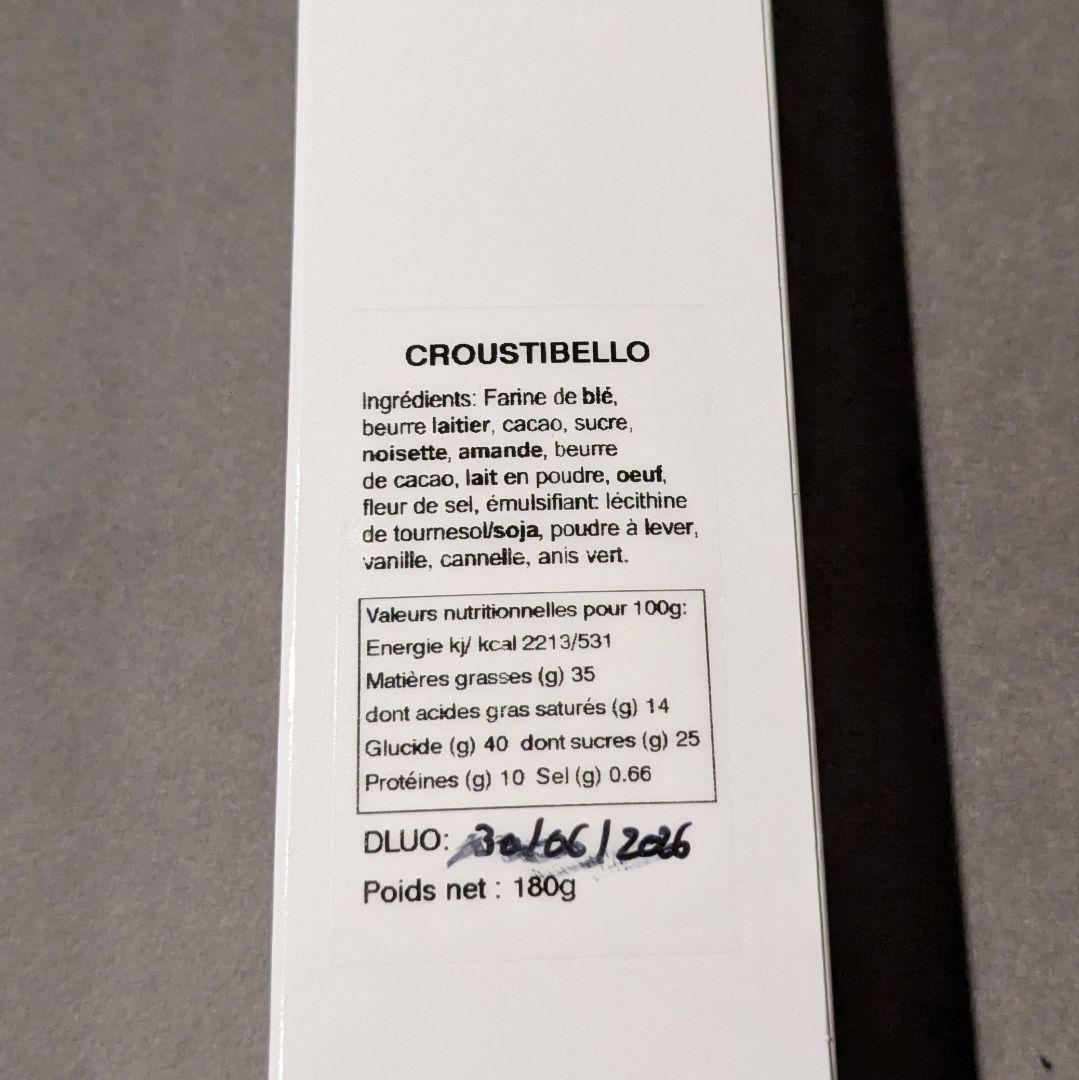 CROUSTIBELLO
Ingrédients: Farine de blé,
beurre laitier, cacao, sucre,
noisette, amande, beurre
de cacao, lait en poudre, oeuf,
fleur de sel, émulsifiant: lécithine
de tournesol/soja, poudre à lever,
vanille, cannelle, anis vert.
Valeurs nutritionnelles pour 100g:
Energie kj/ kcal 2213/531
Matières grasses (g) 35
dont acides gras saturés (g) 14
Glucide (g) 40 dont sucres (g) 25
Protéines (g) 10 Sel (g) 0.66
DLUO: 30/06/2026
Poids net : 180g